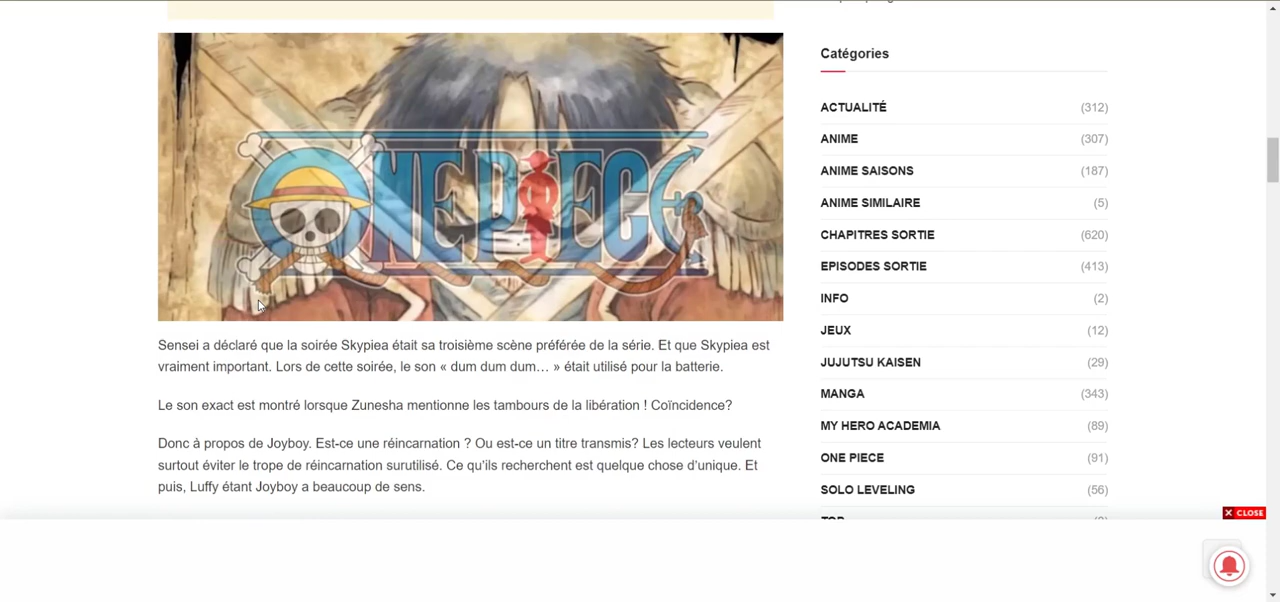 Catégories
ONE PIECE
ACTUALITÉ (312)
ANIME (307)
ANIME SAISONS (187)
ANIME SIMILAIRE (5)
CHAPITRES SORTIE (620)
EPISODES SORTIE (413)
INFO (2)
JEUX (12)
JUJUTSU KAISEN (29)
MANGA (343)
MY HERO ACADEMIA (89)
ONE PIECE (91)
SOLO LEVELING (56)
Sensei a déclaré que la soirée Skypiea était sa troisième scène préférée de la série. Et que Skypiea est
vraiment important. Lors de cette soirée, le son « dum dum dum… » était utilisé pour la batterie.
Le son exact est montré lorsque Zunesha mentionne les tambours de la libération ! Coïncidence?
Donc à propos de Joyboy. Est-ce une réincarnation ? Ou est-ce un titre transmis? Les lecteurs veulent
surtout éviter le trope de réincarnation surutilisé. Ce qu'ils recherchent est quelque chose d'unique. Et
puis, Luffy étant Joyboy a beaucoup de sens.
CLOSE